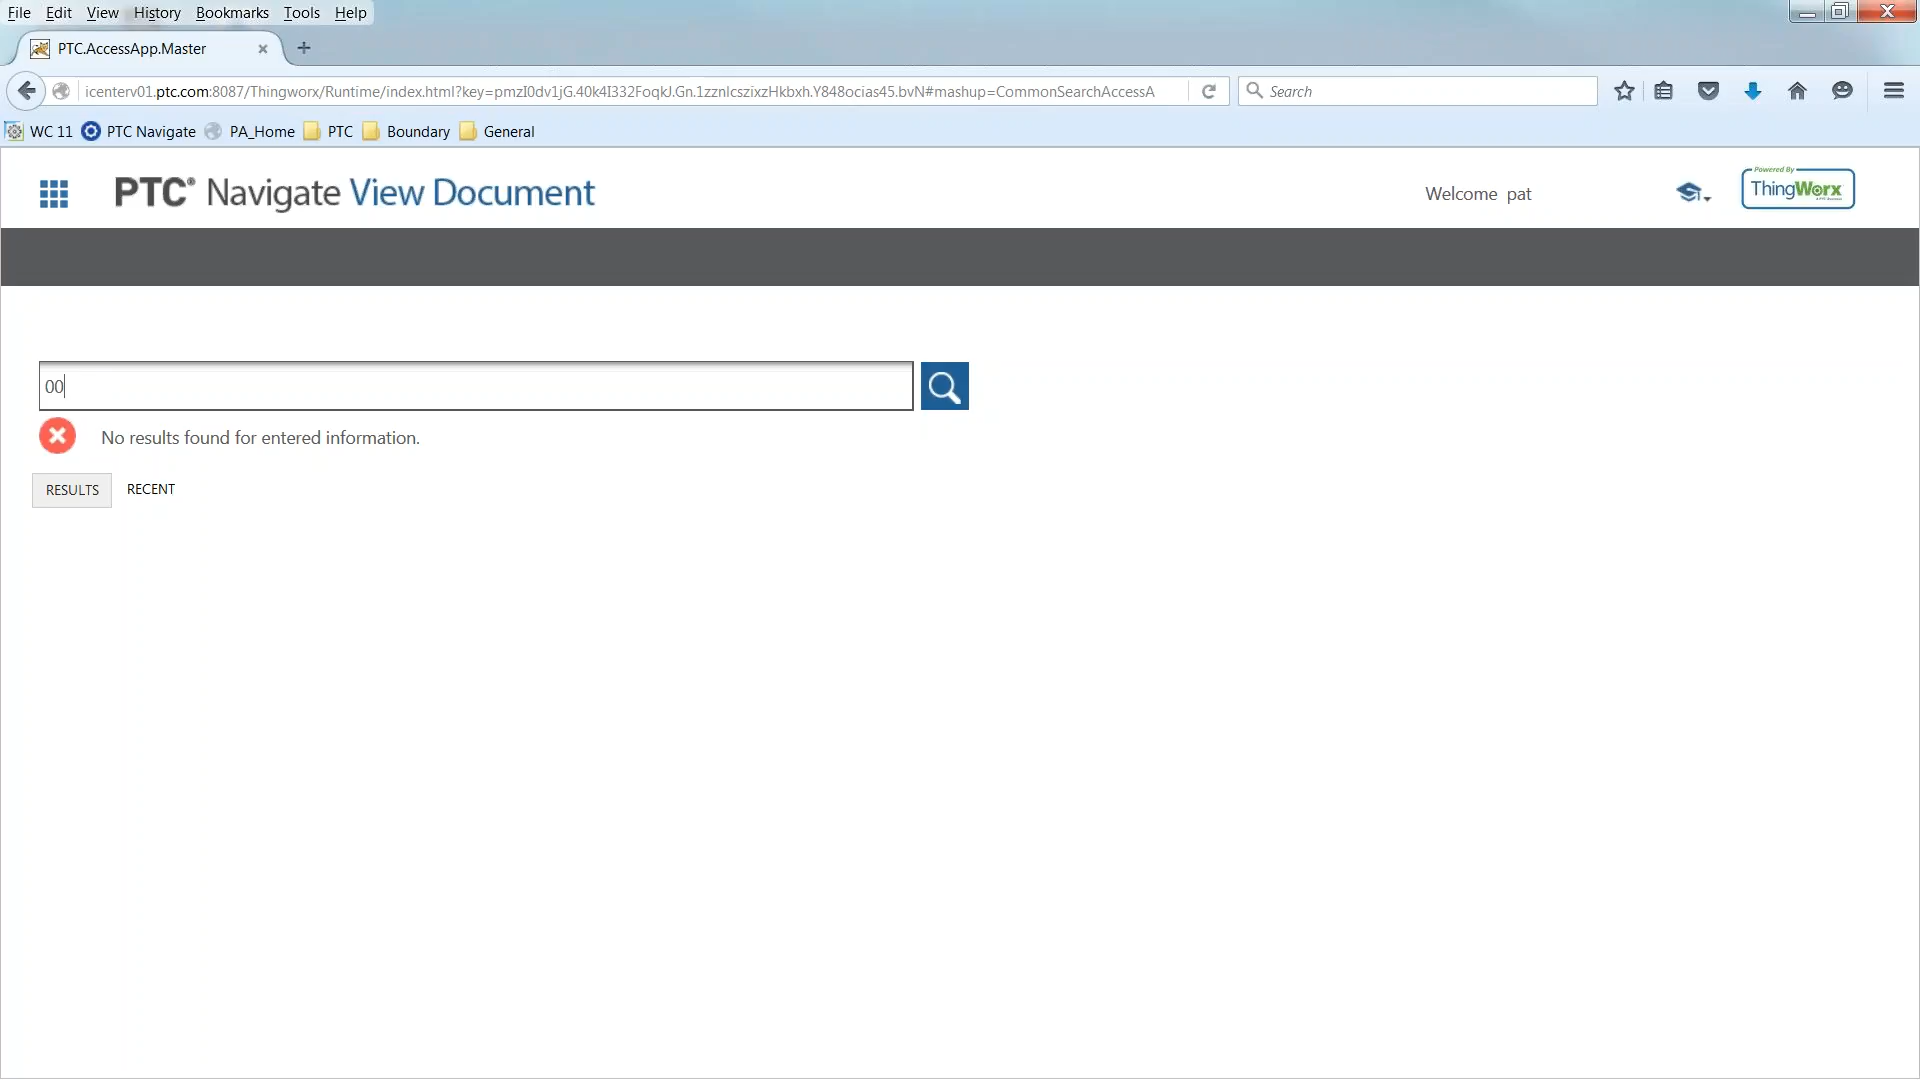 File Edit View History Bookmarks Tools Help
PTC.AccessApp.Master
icenterv01.ptc.com:8087/Thingworx/Runtime/index.html?key=pmzI0dv1jG.40k4I332FoqkJ.Gn.1zznlcszixzHkbxh.Y848ocias45.bvN#mashup=CommonSearchAccessA
Search
WC 11 PTC Navigate PA_Home PTC Boundary General
PTC® Navigate View Document
Welcome pat
Powered By
ThingWorx
00
No results found for entered information.
RESULTS RECENT